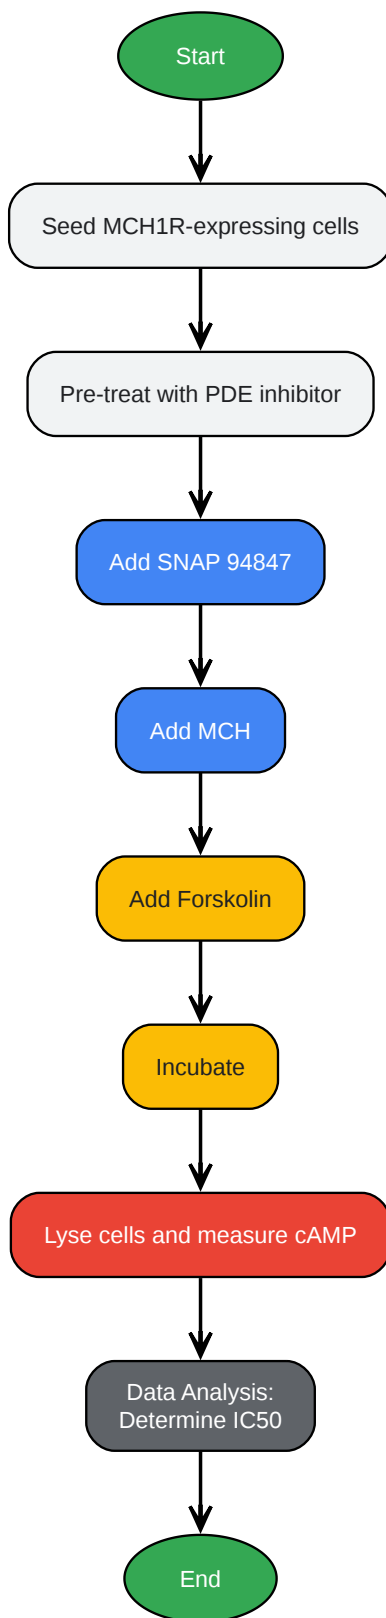 Start
Seed MCH1R-expressing cells
Pre-treat with PDE inhibitor
Add SNAP 94847
Add MCH
Add Forskolin
Incubate
Lyse cells and measure cAMP
Data Analysis:
Determine IC50
End